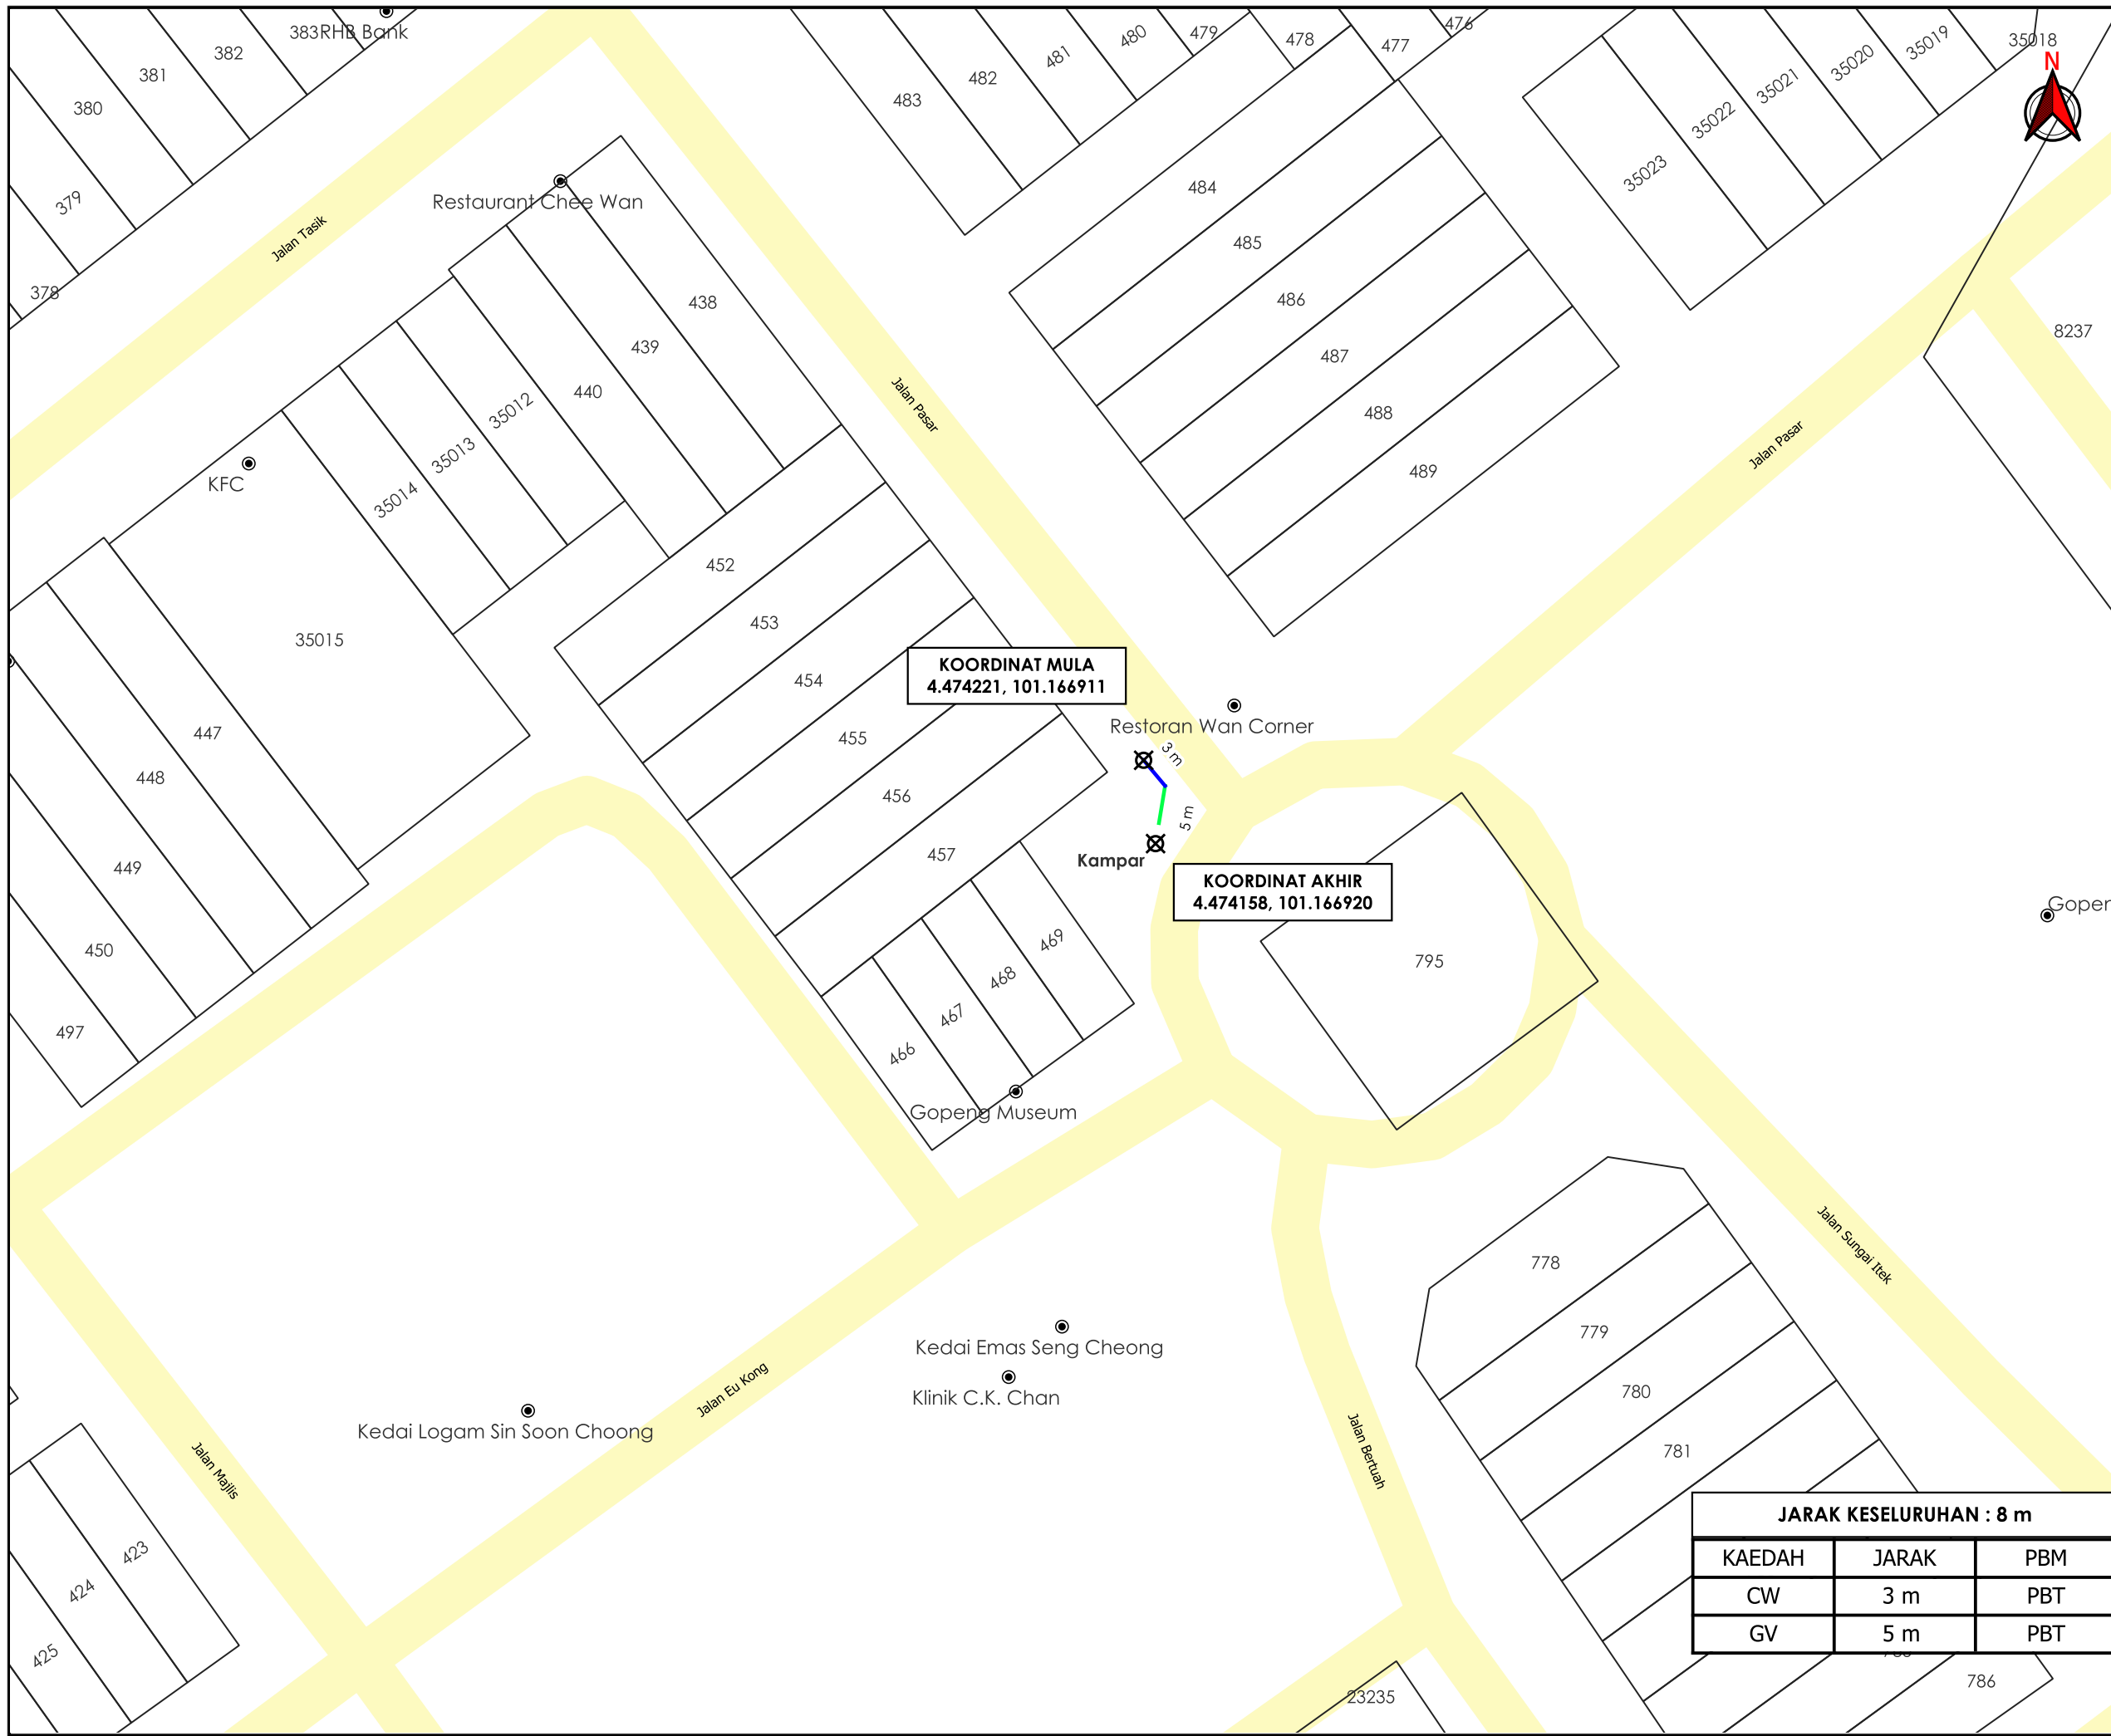 383
RHB Bank
382
381
380
379
378
479
480
481
482
483
478
477
476
35018
35019
35020
35021
35022
35023
N
Restaurant Chee Wan
Jalan Tasik
484
485
486
487
488
489
8237
438
439
440
35012
35013
35014
Jalan Pasar
Jalan Pasar
KFC
35015
452
453
454
455
456
457
KOORDINAT MULA
4.474221, 101.166911
Restoran Wan Corner
3 m
5 m
Kampar
KOORDINAT AKHIR
4.474158, 101.166920
447
448
449
450
497
469
468
467
466
795
Gopeng Museum
Jalan Sungai Itek
778
779
780
781
Kedai Emas Seng Cheong
Klinik C.K. Chan
Kedai Logam Sin Soon Choong
Jalan Eu Kong
Jalan Majlis
Jalan Bertuah
423
424
425
JARAK KESELURUHAN : 8 m
KAEDAH JARAK PBM
CW 3 m PBT
GV 5 m PBT
786
23235